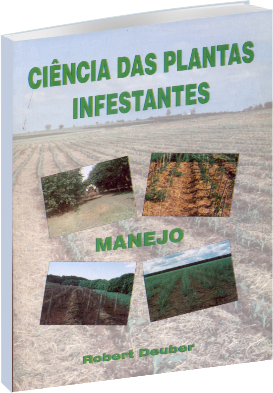 CIÊNCIA DAS PLANTAS
INFESTANTES
MANEJO
Robert Deuber